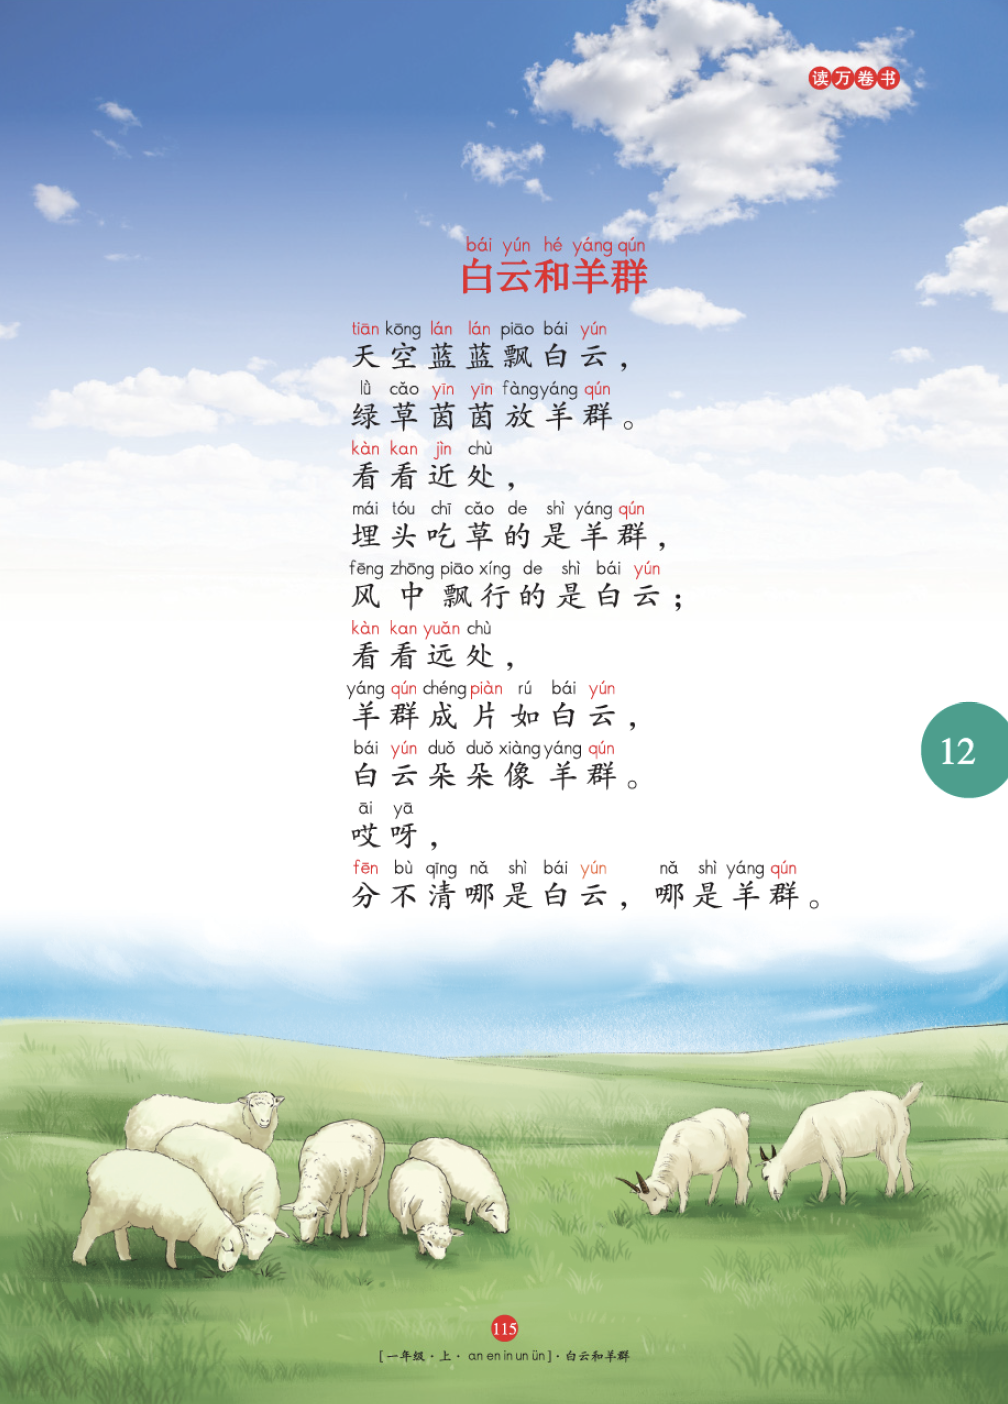 读万卷书
bái yún hé yáng qún
白云和羊群
tiān kōng lán lán piāo bái yún
天空蓝蓝飘白云，
lǜ cǎo yīn yīn fàng yáng qún
绿草茵茵放羊群。
kàn kan jìn chù
看看近处，
mái tóu chī cǎo de shì yáng qún
埋头吃草的是羊群，
fēng zhōng piāo xíng de shì bái yún
风中飘行的是白云；
kàn kan yuǎn chù
看看远处，
yáng qún chéng piàn rú bái yún
羊群成片如白云，
bái yún duǒ duǒ xiàng yáng qún
白云朵朵像羊群。
āi yā
哎呀，
fēn bù qīng nǎ shì bái yún nǎ shì yáng qún
分不清哪是白云，哪是羊群。
12
115
[一年级·上· an en in un ün]·白云和羊群